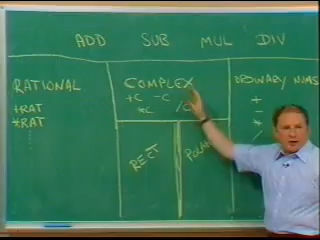 ADD SUB MUL DIV
RATIONAL
+RAT
*RAT
COMPLEX
+C -C
*C /C
RECT
POLAR
ORDINARY NUMS
+
-
*
/